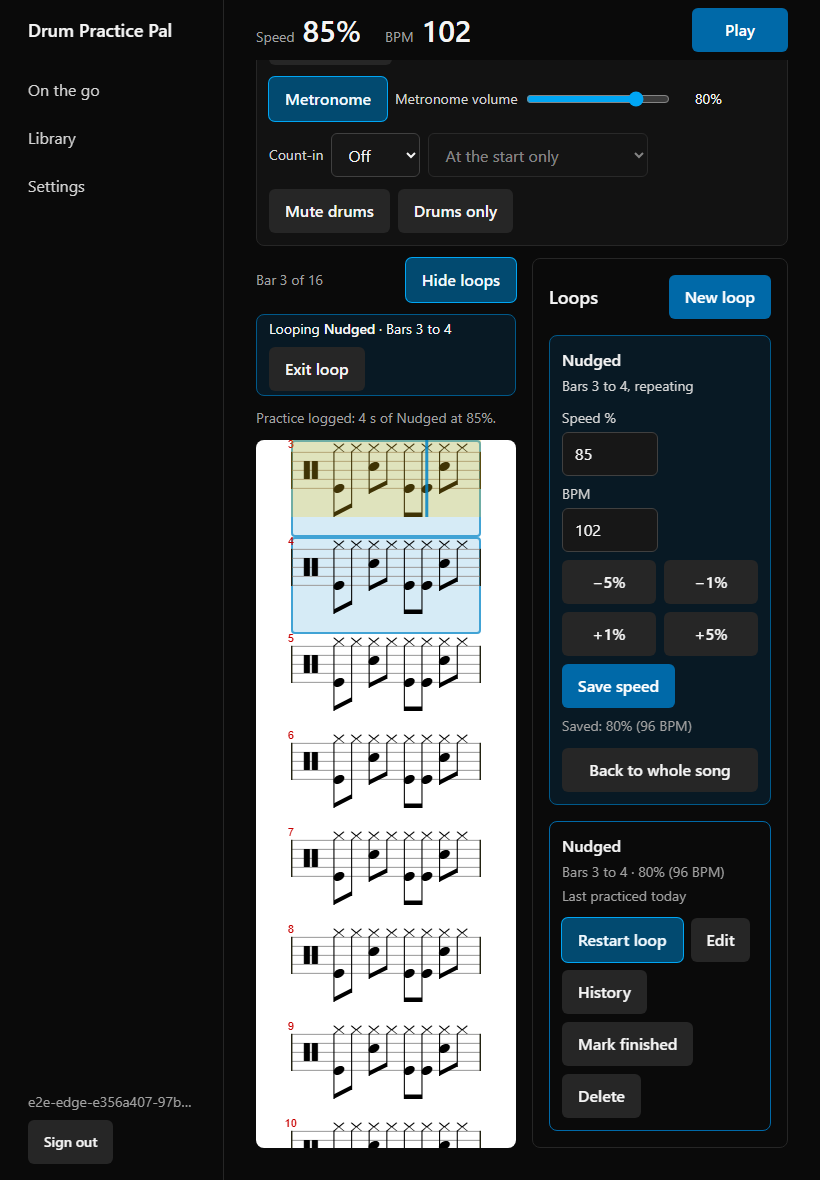 Drum Practice Pal
On the go
Library
Settings
e2e-edge-e356a407-97b...
Sign out
Speed 85% BPM 102
Play
Metronome Metronome volume 80%
Count-in Off At the start only
Mute drums Drums only
Bar 3 of 16
Hide loops
Looping Nudged · Bars 3 to 4
Exit loop
Practice logged: 4 s of Nudged at 85%.
3
4
5
6
7
8
9
10
Loops
New loop
Nudged
Bars 3 to 4, repeating
Speed %
85
BPM
102
−5% −1%
+1% +5%
Save speed
Saved: 80% (96 BPM)
Back to whole song
Nudged
Bars 3 to 4 · 80% (96 BPM)
Last practiced today
Restart loop Edit
History
Mark finished
Delete